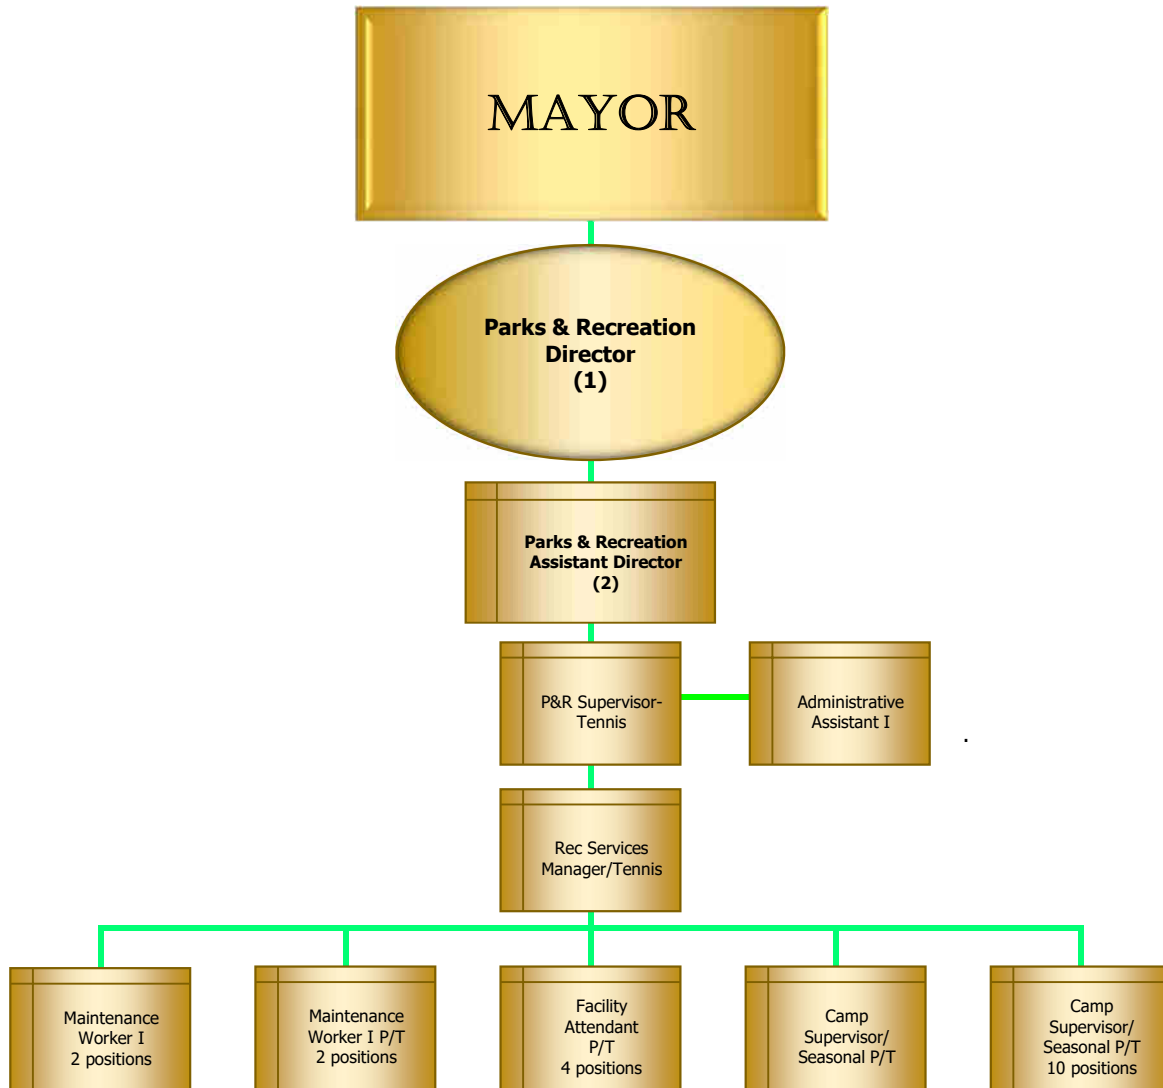 MAYOR
Parks & Recreation
Director
(1)
Parks & Recreation
Assistant Director
(2)
P&R Supervisor-
Tennis
Administrative
Assistant I
.
Rec Services
Manager/Tennis
Maintenance
Worker I
2 positions
Maintenance
Worker I P/T
2 positions
Facility
Attendant
P/T
4 positions
Camp
Supervisor/
Seasonal P/T
Camp
Supervisor/
Seasonal P/T
10 positions